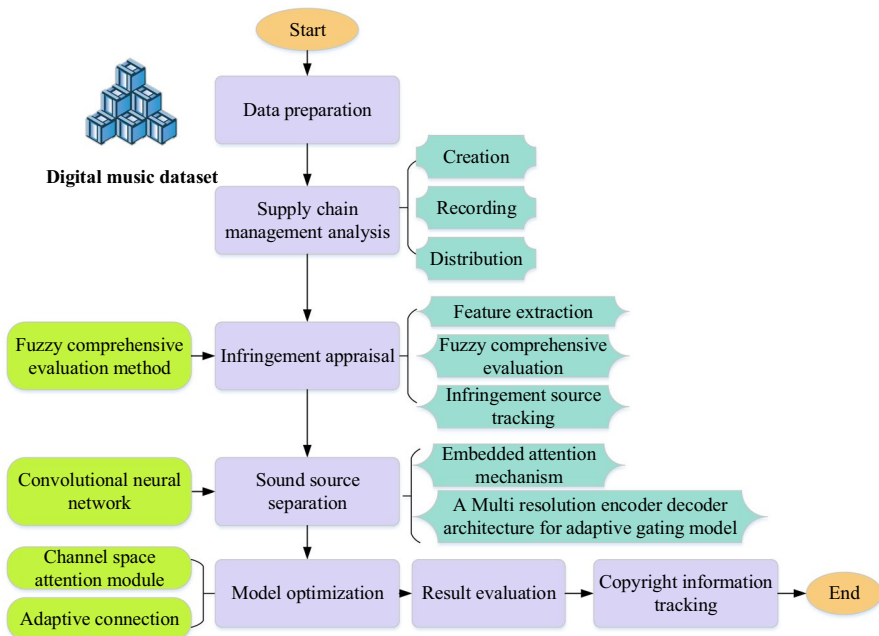 Start
Data preparation
Digital music dataset
Creation
Supply chain
management analysis
Recording
Distribution
Feature extraction
Fuzzy comprehensive
evaluation method
Infringement appraisal
Fuzzy comprehensive
evaluation
Infringement source
tracking
Convolutional neural
network
Sound source
separation
Embedded attention
mechanism
A Multi resolution encoder decoder
architecture for adaptive gating model
Channel space
attention module
Adaptive connection
Model optimization
Result evaluation
Copyright information
tracking
End